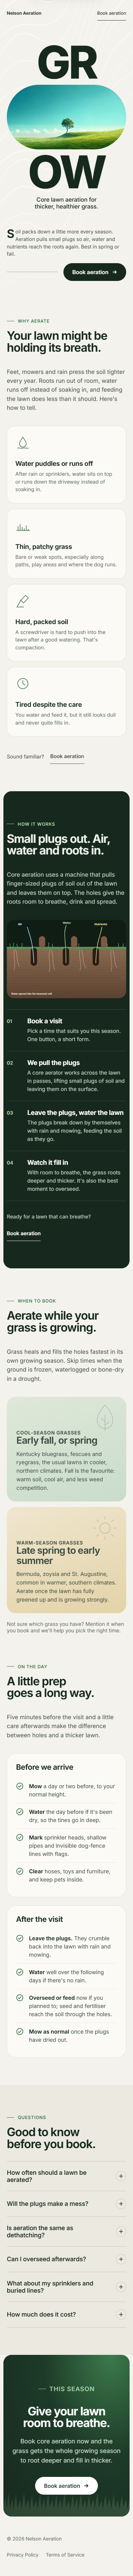 Nelson Aeration
Book aeration
GR
OW
Core lawn aeration for
thicker, healthier grass.
Soil packs down a little more each season.
Aeration pulls small plugs so air, water and
nutrients reach the roots again. Best in spring or
fall.
Book aeration →
WHY AERATE
Your lawn might be
holding its breath.
Feet, mowers and rain press the soil tighter
every year. Roots run out of room, water
runs off instead of soaking in, and feeding
the lawn does less than it should. Here's
how to tell.
Water puddles or runs off
After rain or sprinklers, water sits on top
or runs down the driveway instead of
soaking in.
Thin, patchy grass
Bare or weak spots, especially along
paths, play areas and where the dog runs.
Hard, packed soil
A screwdriver is hard to push into the
lawn after a good watering. That's
compaction.
Tired despite the care
You water and feed it, but it still looks dull
and never quite fills in.
Sound familiar?
Book aeration
HOW IT WORKS
Small plugs out. Air,
water and roots in.
Core aeration uses a machine that pulls
finger-sized plugs of soil out of the lawn
and leaves them on top. The holes give the
roots room to breathe, drink and spread.
Air
Water
Nutrients
01
Book a visit
Pick a time that suits you this season.
One button, a short form.
02
We pull the plugs
A core aerator works across the lawn
in passes, lifting small plugs of soil and
leaving them on the surface.
03
Leave the plugs, water the lawn
The plugs break down by themselves
with rain and mowing, feeding the soil
as they go.
04
Watch it fill in
With room to breathe, the grass roots
deeper and thicker. It's also the best
moment to overseed.
Ready for a lawn that can breathe?
Book aeration
WHEN TO BOOK
Aerate while your
grass is growing.
Grass heals and fills the holes fastest in its
own growing season. Skip times when the
ground is frozen, waterlogged or bone-dry
in a drought.
COOL-SEASON GRASSES
Early fall, or spring
Kentucky bluegrass, fescues and
ryegrass, the usual lawns in cooler,
northern climates. Fall is the favourite:
warm soil, cool air, and less weed
competition.
WARM-SEASON GRASSES
Late spring to early
summer
Bermuda, zoysia and St. Augustine,
common in warmer, southern climates.
Aerate once the lawn has fully
greened up and is growing strongly.
Not sure which grass you have? Mention it when
you book and we'll help you pick the right time.
ON THE DAY
A little prep
goes a long way.
Five minutes before the visit and a little
care afterwards make the difference
between holes and a thicker lawn.
Before we arrive
Mow a day or two before, to your
normal height.
Water the day before if it's been
dry, so the tines go in deep.
Mark sprinkler heads, shallow
pipes and invisible dog-fence
lines with flags.
Clear hoses, toys and furniture,
and keep pets inside.
After the visit
Leave the plugs. They crumble
back into the lawn with rain and
mowing.
Water well over the following
days if there's no rain.
Overseed or feed now if you
planned to; seed and fertiliser
reach the soil through the holes.
Mow as normal once the plugs
have dried out.
QUESTIONS
Good to know
before you book.
How often should a lawn be
aerated?
+
Will the plugs make a mess?
+
Is aeration the same as
dethatching?
+
Can I overseed afterwards?
+
What about my sprinklers and
buried lines?
+
How much does it cost?
+
THIS SEASON
Give your lawn
room to breathe.
Book core aeration now and the
grass gets the whole growing season
to root deeper and fill in thicker.
Book aeration →
© 2026 Nelson Aeration
Privacy Policy
Terms of Service